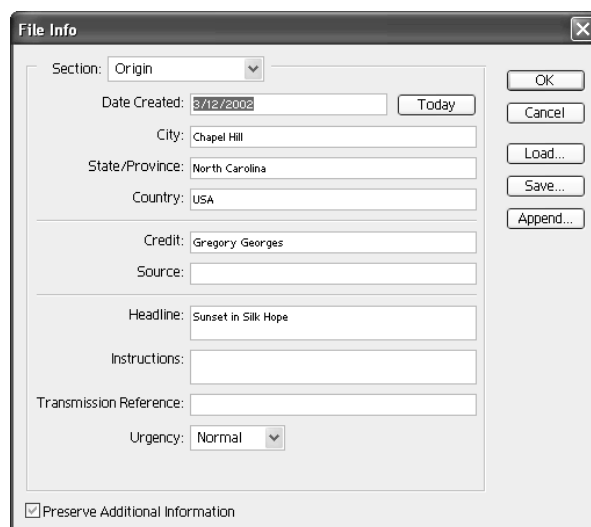 File Info
Section: Origin
Date Created: 3/12/2002 Today
City: Chapel Hill
State/Province: North Carolina
Country: USA
Credit: Gregory Georges
Source:
Headline: Sunset in Silk Hope
Instructions:
Transmission Reference:
Urgency: Normal
Preserve Additional Information
OK
Cancel
Load...
Save...
Append...